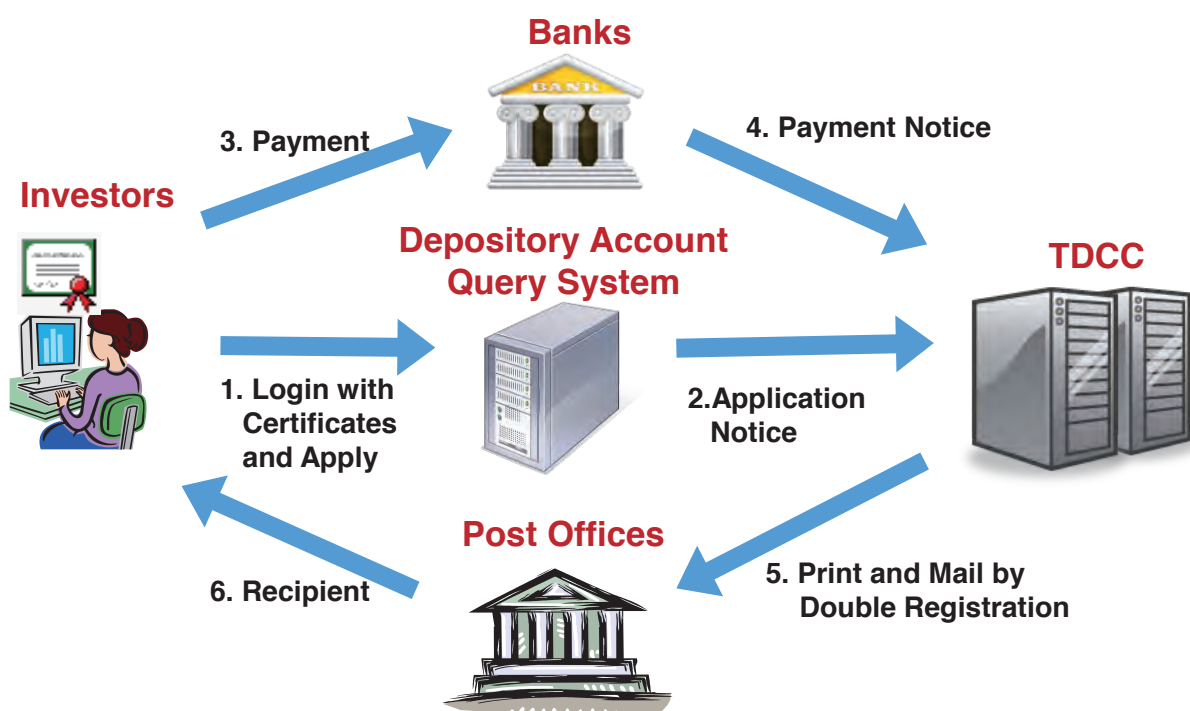 Banks
BANK
3. Payment
4. Payment Notice
Investors
Depository Account
Query System
TDCC
1. Login with
Certificates
and Apply
2.Application
Notice
Post Offices
6. Recipient
5. Print and Mail by
Double Registration